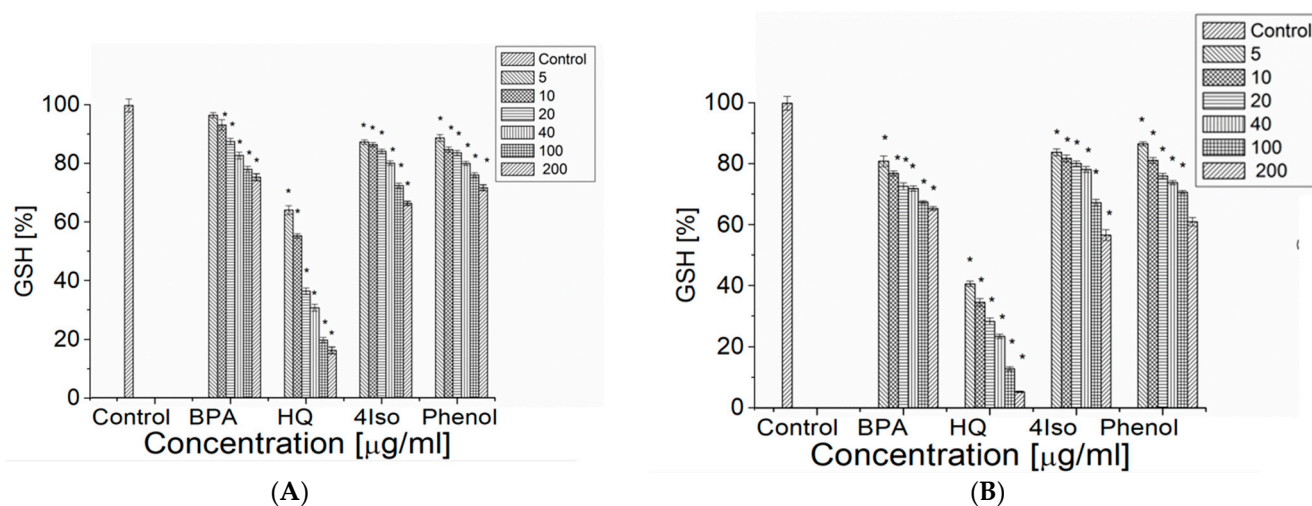 Control
5
10
20
40
100
200
100
80
60
40
20
0
GSH [%]
* * * * *
* * * * * *
* * * * * *
* * * * * *
Control BPA HQ 4Iso Phenol
Concentration [μg/ml]
(A)
Control
5
10
20
40
100
200
100
80
60
40
20
0
GSH [%]
* * * * * *
* * * * * *
* * * * * *
* * * * *
Control BPA HQ 4Iso Phenol
Concentration [μg/ml]
(B)